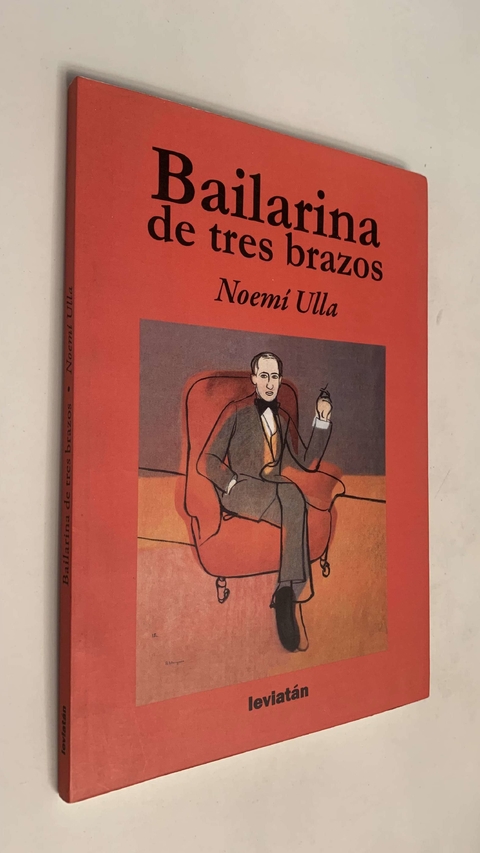 Bailarina
de tres brazos
Noemí Ulla
leviatán
Bailarina de tres brazos - Noemí Ulla
leviatán